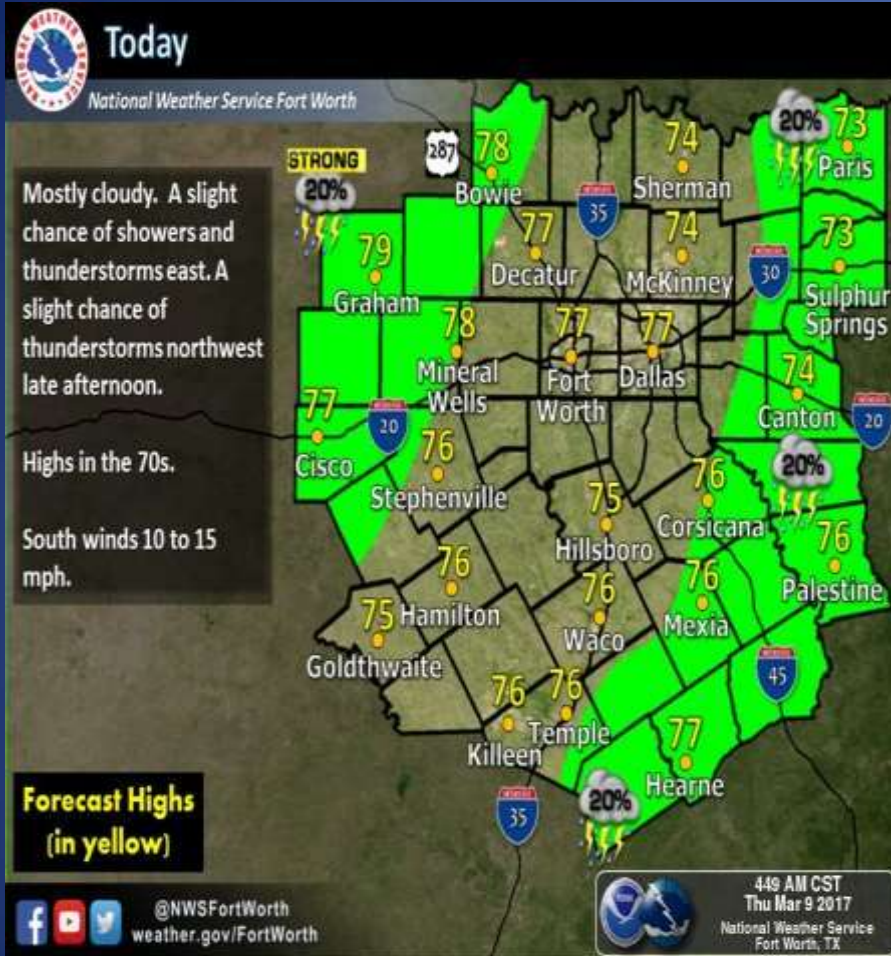 NATIONAL WEATHER SERVICE
Today
National Weather Service Fort Worth
Mostly cloudy. A slight
chance of showers and
thunderstorms east. A
slight chance of
thunderstorms northwest
late afternoon.
Highs in the 70s.
South winds 10 to 15
mph.
STRONG
20%
287
78
Bowie
74
Sherman
20%
73
Paris
35
79
Graham
77
Decatur
74
McKinney
30
73
Sulphur
Springs
78
Mineral
Wells
77
Fort
Worth
77
Dallas
74
Canton
20
77
Cisco
20
76
Stephenville
75
Hillsboro
76
Corsicana
20%
76
Palestine
76
Hamilton
76
Waco
76
Mexia
75
Goldthwaite
45
76
Killeen
76
Temple
77
Hearne
35
20%
Forecast Highs
(in yellow)
@NWSFortWorth
weather.gov/FortWorth
449 AM CST
Thu Mar 9 2017
National Weather Service
Fort Worth, TX